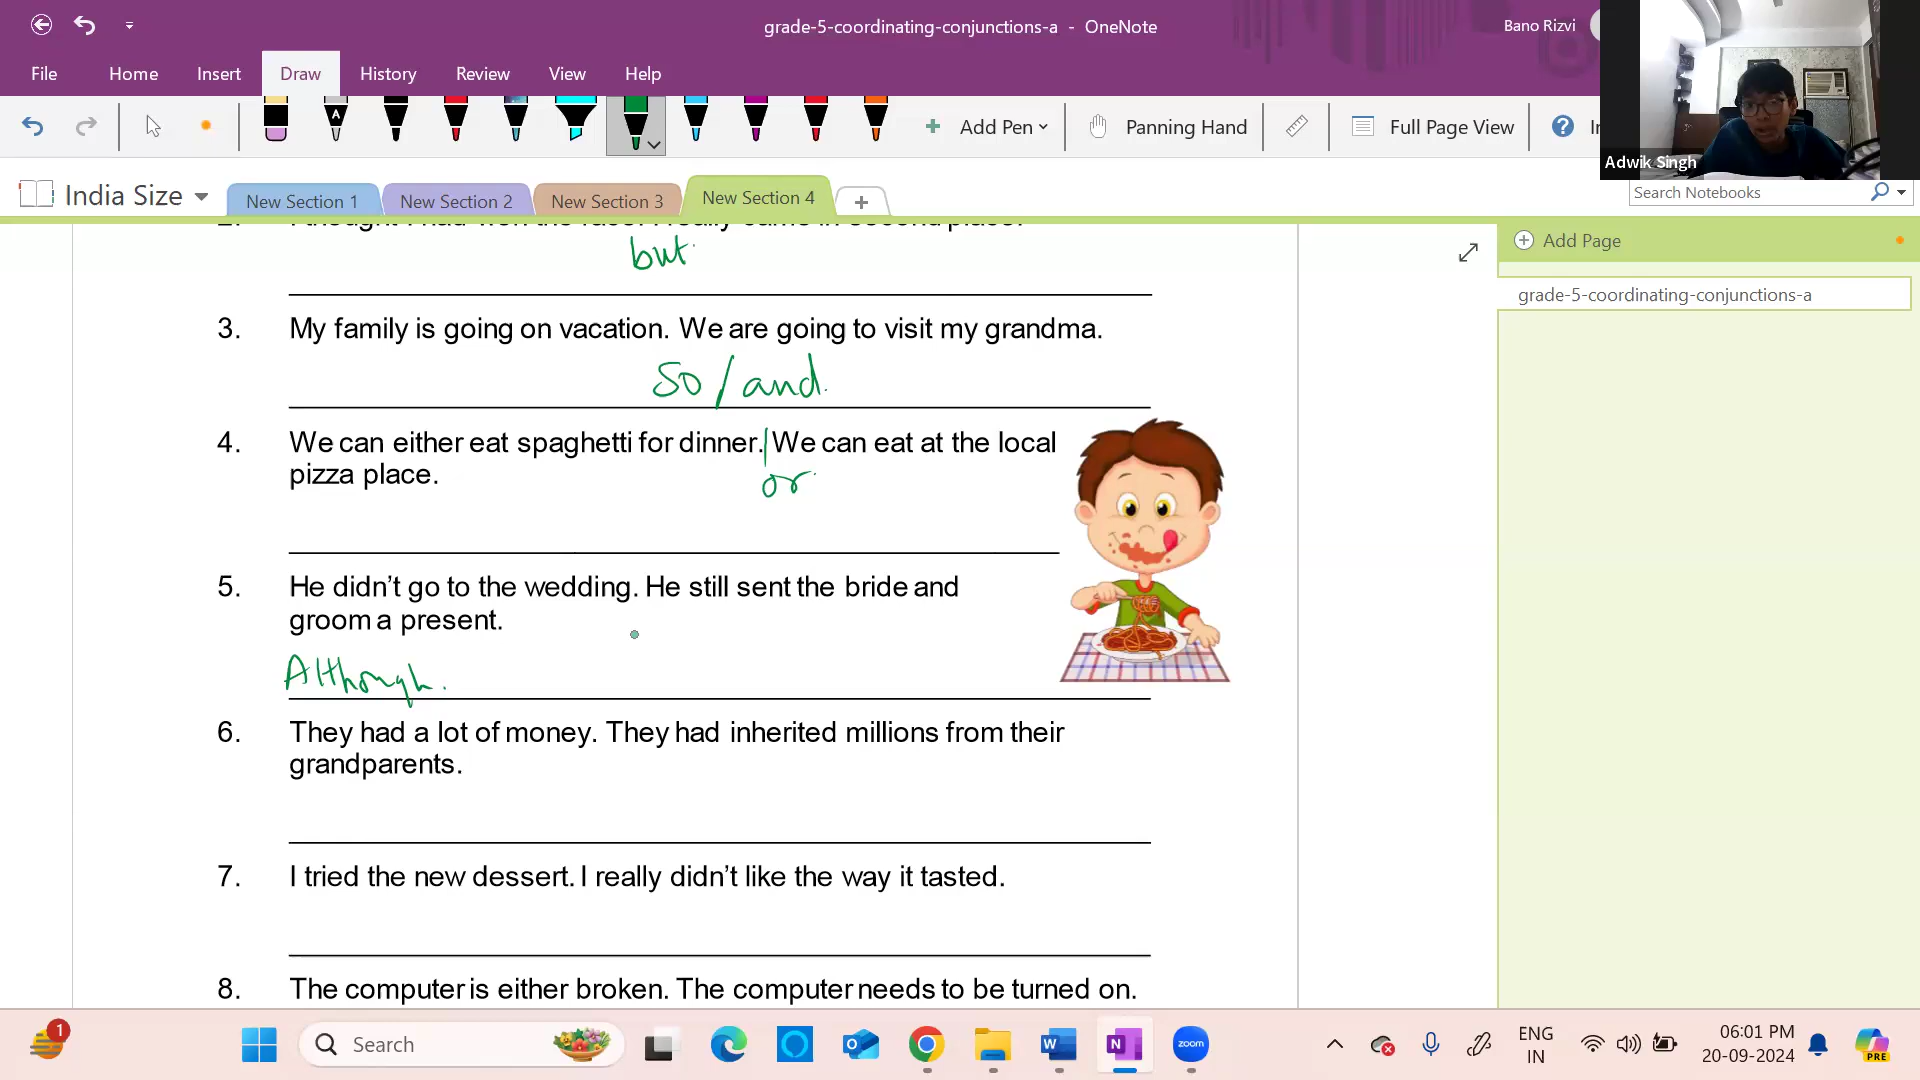 grade-5-coordinating-conjunctions-a - OneNote
Bano Rizvi
File Home Insert Draw History Review View Help
A
Add Pen
Panning Hand
Full Page View
Adwik Singh
India Size
New Section 1
New Section 2
New Section 3
New Section 4
Search Notebooks
Add Page
grade-5-coordinating-conjunctions-a
but
3. My family is going on vacation. We are going to visit my grandma.
So / and.
4. We can either eat spaghetti for dinner. We can eat at the local
pizza place.
or
5. He didn't go to the wedding. He still sent the bride and
groom a present.
Although.
6. They had a lot of money. They had inherited millions from their
grandparents.
7. I tried the new dessert. I really didn't like the way it tasted.
8. The computer is either broken. The computer needs to be turned on.
1
Search
zoom
ENG
IN
06:01 PM
20-09-2024
PRE